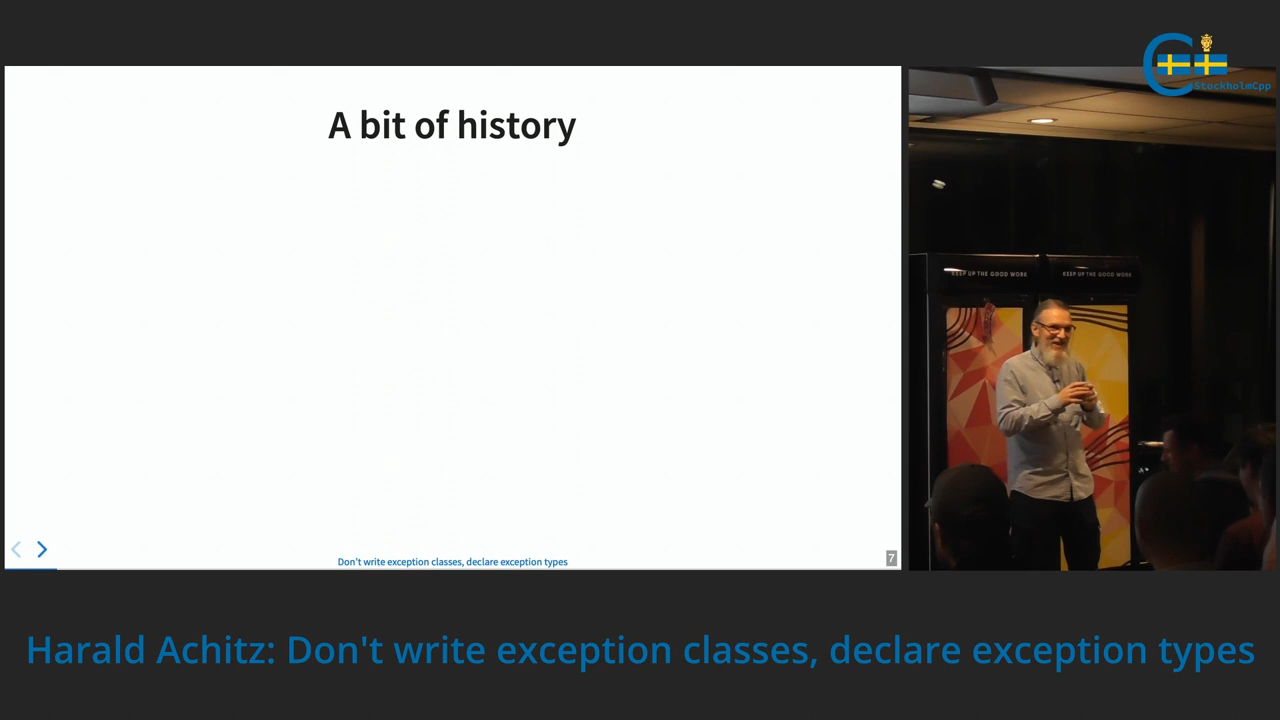 StockholmCpp
A bit of history
KEEP UP THE GOOD WORK
KEEP UP THE GOOD WORK
Don't write exception classes, declare exception types
7
Harald Achitz: Don't write exception classes, declare exception types